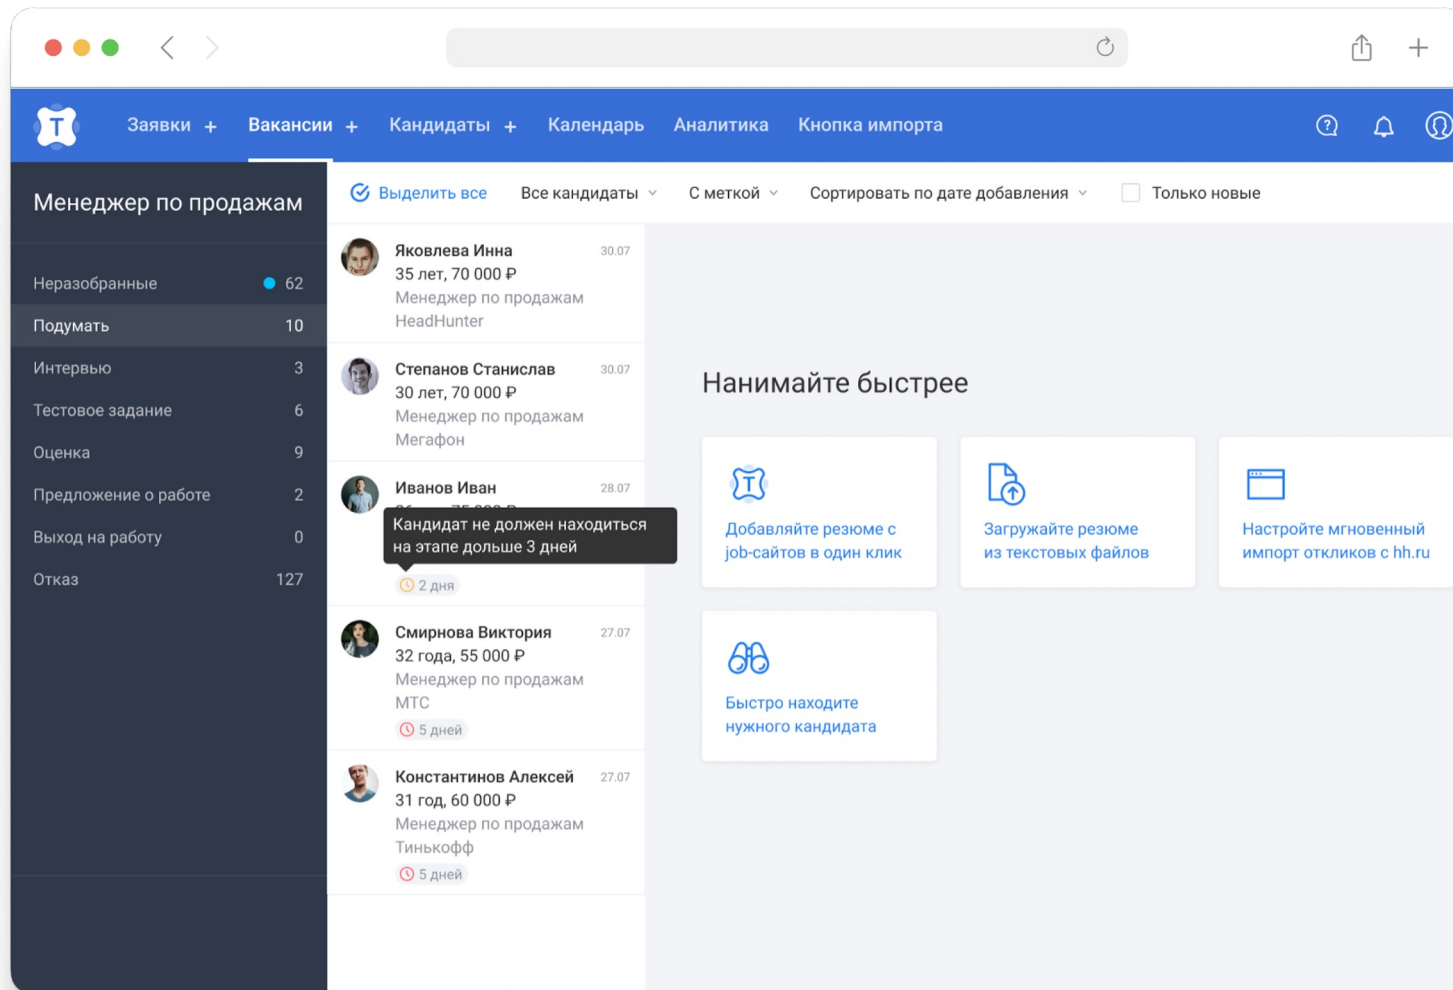 T
Заявки +
Вакансии +
Кандидаты +
Календарь
Аналитика
Кнопка импорта
?
Менеджер по продажам
Неразобранные 62
Подумать 10
Интервью 3
Тестовое задание 6
Оценка 9
Предложение о работе 2
Выход на работу 0
Отказ 127
Выделить все
Все кандидаты
С меткой
Сортировать по дате добавления
Только новые
Яковлева Инна 30.07
35 лет, 70 000 ₽
Менеджер по продажам
HeadHunter
Степанов Станислав 30.07
30 лет, 70 000 ₽
Менеджер по продажам
Мегафон
Иванов Иван 28.07
Кандидат не должен находиться
на этапе дольше 3 дней
2 дня
Смирнова Виктория 27.07
32 года, 55 000 ₽
Менеджер по продажам
МТС
5 дней
Константинов Алексей 27.07
31 год, 60 000 ₽
Менеджер по продажам
Тинькофф
5 дней
Нанимайте быстрее
T
Добавляйте резюме с
job-сайтов в один клик
Загружайте резюме
из текстовых файлов
Настройте мгновенный
импорт откликов с hh.ru
Быстро находите
нужного кандидата